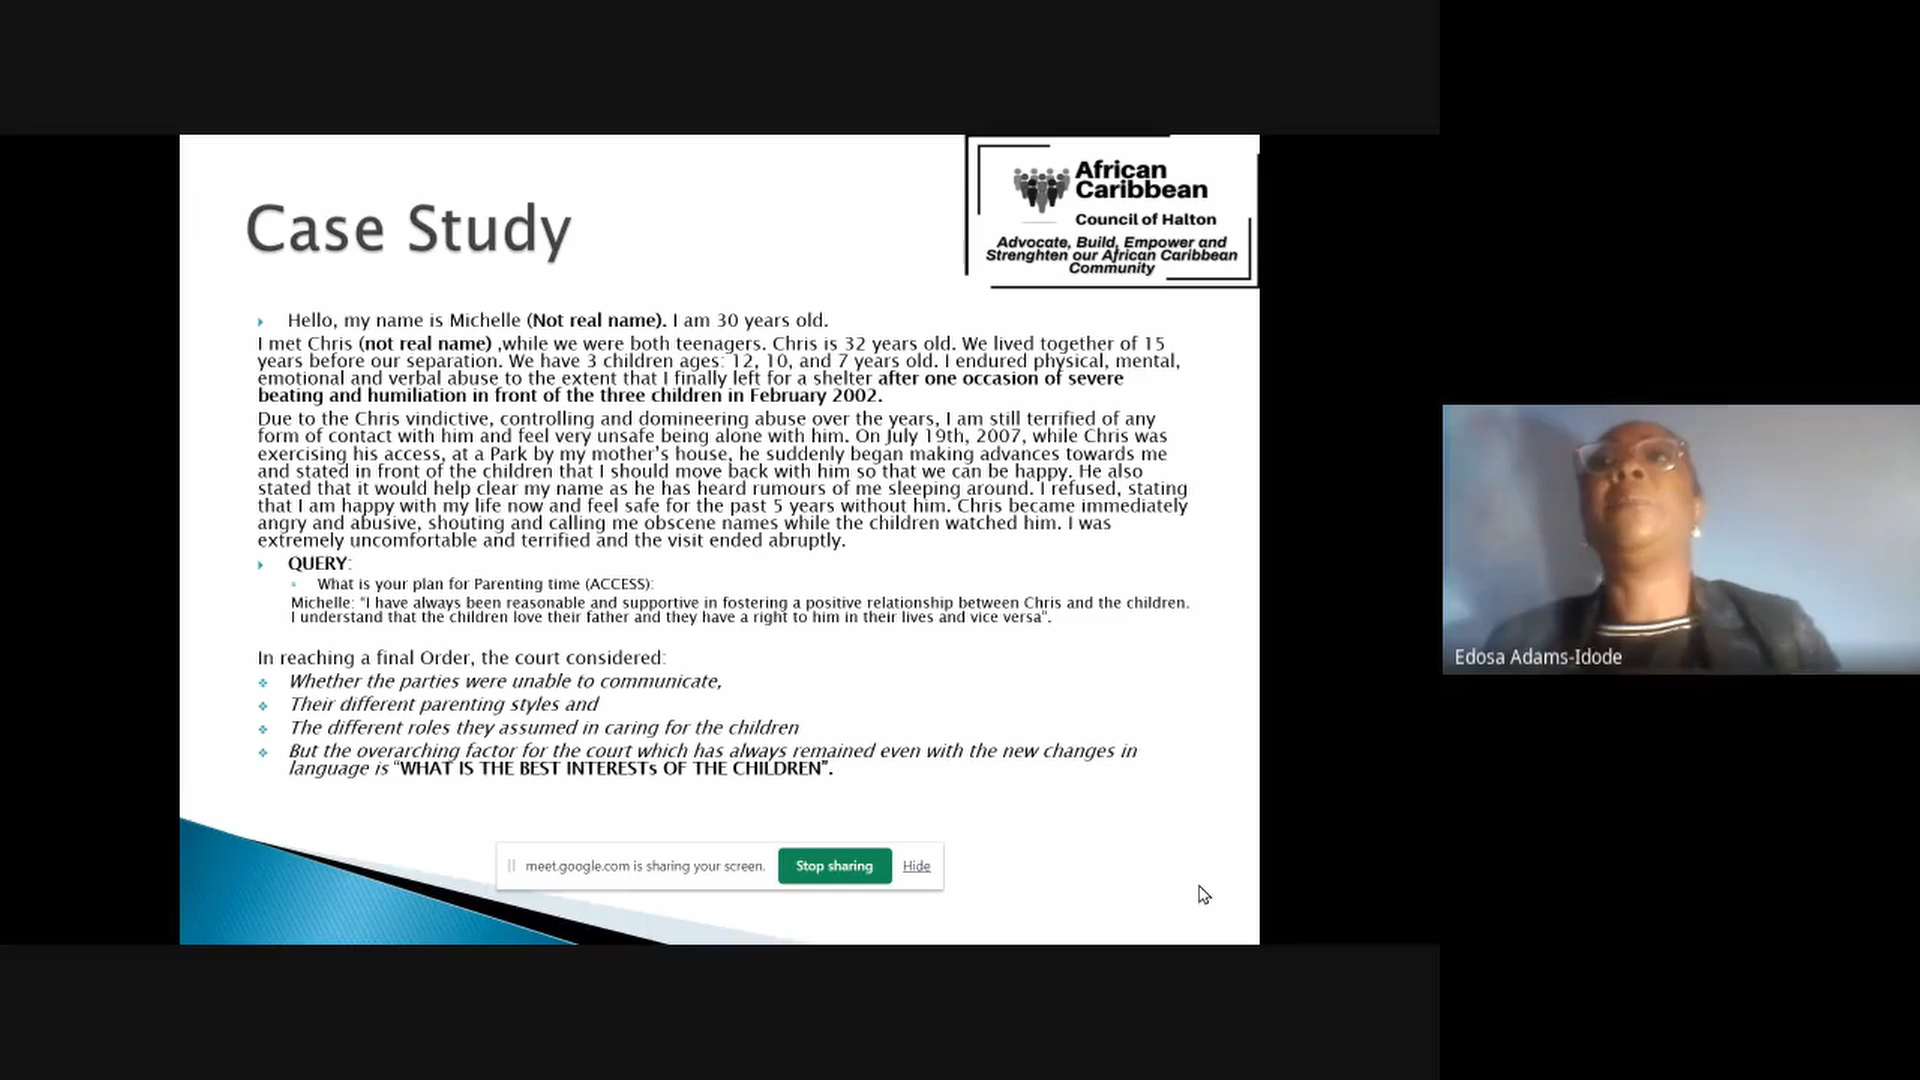 African
Caribbean
Council of Halton
Advocate, Build, Empower and
Strenghten our African Caribbean
Community
Case Study
Hello, my name is Michelle (Not real name). I am 30 years old.
I met Chris (not real name) ,while we were both teenagers. Chris is 32 years old. We lived together of 15
years before our separation. We have 3 children ages: 12, 10, and 7 years old. I endured physical, mental,
emotional and verbal abuse to the extent that I finally left for a shelter after one occasion of severe
beating and humiliation in front of the three children in February 2002.
Due to the Chris vindictive, controlling and domineering abuse over the years, I am still terrified of any
form of contact with him and feel very unsafe being alone with him. On July 19th, 2007, while Chris was
exercising his access, at a Park by my mother's house, he suddenly began making advances towards me
and stated in front of the children that I should move back with him so that we can be happy. He also
stated that it would help clear my name as he has heard rumours of me sleeping around. I refused, stating
that I am happy with my life now and feel safe for the past 5 years without him. Chris became immediately
angry and abusive, shouting and calling me obscene names while the children watched him. I was
extremely uncomfortable and terrified and the visit ended abruptly.
QUERY:
What is your plan for Parenting time (ACCESS):
Michelle: "I have always been reasonable and supportive in fostering a positive relationship between Chris and the children.
I understand that the children love their father and they have a right to him in their lives and vice versa".
In reaching a final Order, the court considered:
Whether the parties were unable to communicate,
Their different parenting styles and
The different roles they assumed in caring for the children
But the overarching factor for the court which has always remained even with the new changes in
language is "WHAT IS THE BEST INTERESTs OF THE CHILDREN".
meet.google.com is sharing your screen. Stop sharing Hide
Edosa Adams-Idode